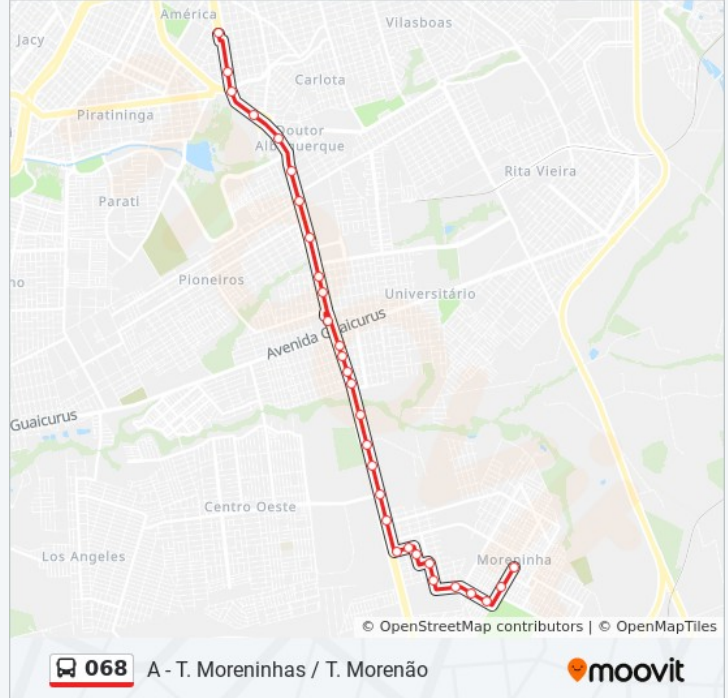 América
Vilasboas
Jacy
Carlota
Piratininga
Doutor
Albuquerque
Rita Vieira
Parati
Pioneiros
Universitário
Avenida Guaicurus
Guaicurus
Centro Oeste
Los Angeles
Moreninha
© OpenStreetMap contributors | © OpenMapTiles
068 A - T. Moreninhas / T. Morenão
moovit